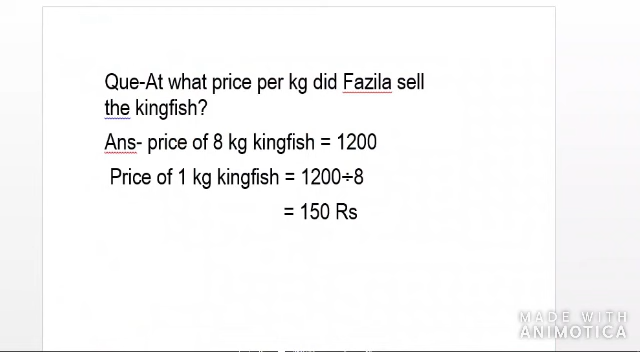 Que-At what price per kg did Fazila sell
the kingfish?
Ans- price of 8 kg kingfish = 1200
Price of 1 kg kingfish = 1200÷8
= 150 Rs
MADE WITH
ANIMOTICA